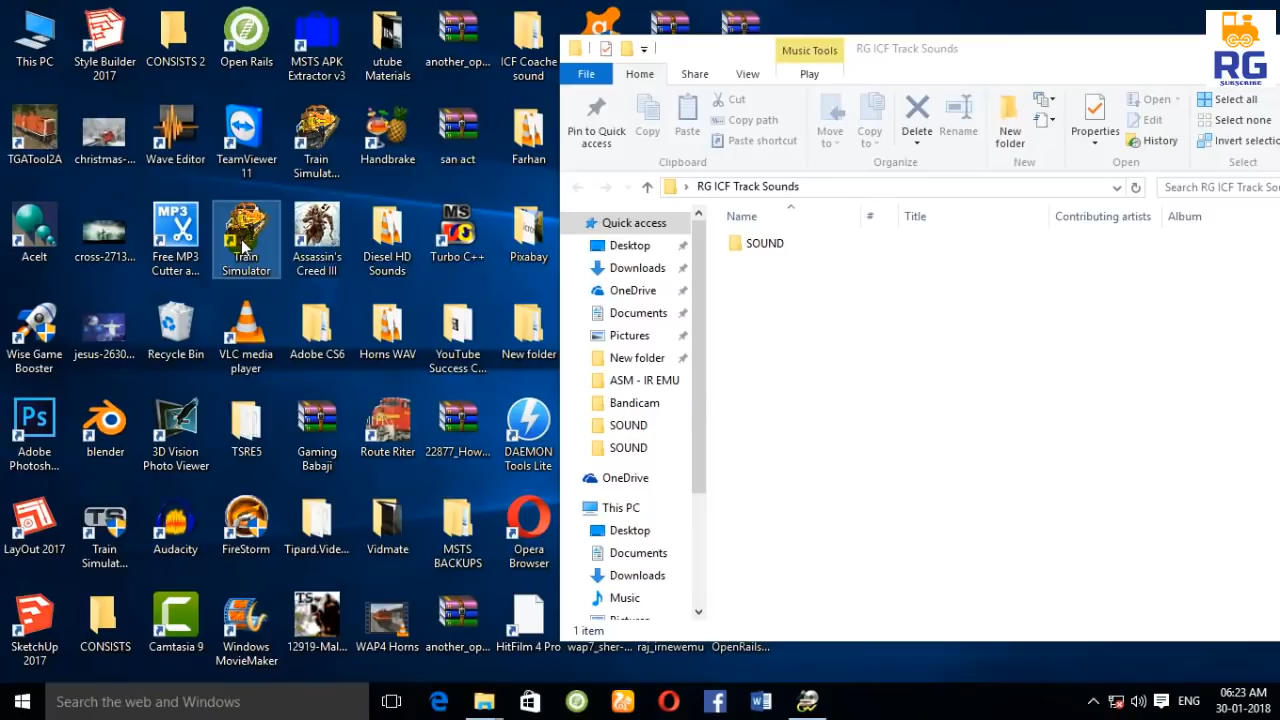 This PC
Style Builder
2017
CONSISTS 2
Open Rails
MSTS APK
Extractor v3
utube
Materials
another_op...
ICF Coache
sound
TGATool2A
christmas-...
Wave Editor
TeamViewer
11
Train
Simulat...
Handbrake
san act
Farhan
AceIt
cross-2713...
MP3
Free MP3
Cutter a...
Train
Simulator
Assassin's
Creed III
Diesel HD
Sounds
MS
Turbo C++
Pixabay
Wise Game
Booster
jesus-2630...
Recycle Bin
VLC media
player
Adobe CS6
Horns WAV
YouTube
Success C...
New folder
Ps
Adobe
Photosh...
blender
3D Vision
Photo Viewer
TSRE5
Gaming
Babaji
Route Riter
22877_How...
DAEMON
Tools Lite
LayOut 2017
Train
Simulat...
Audacity
FireStorm
Tipard.Vide...
Vidmate
MSTS
BACKUPS
Opera
Browser
SketchUp
2017
CONSISTS
Camtasia 9
Windows
MovieMaker
TS
12919-Mal...
WAP4 Horns
another_op...
HitFilm 4 Pro
wap7_sher-...
raj_irnewemu
OpenRails...
Music Tools
RG ICF Track Sounds
File
Home
Share
View
Play
RG
SUBSCRIBE
Pin to Quick
access
Copy
Paste
Cut
Copy path
Paste shortcut
Clipboard
Move
to
Copy
to
Delete
Rename
Organize
New
folder
New
Properties
Open
Edit
History
Open
Select all
Select none
Invert selectio
Select
RG ICF Track Sounds
Search RG ICF Track Sou
Quick access
Desktop
Downloads
OneDrive
Documents
Pictures
New folder
ASM - IR EMU
Bandicam
SOUND
SOUND
OneDrive
This PC
Desktop
Documents
Downloads
Music
Name
#
Title
Contributing artists
Album
SOUND
1 item
Search the web and Windows
ENG
06:23 AM
30-01-2018